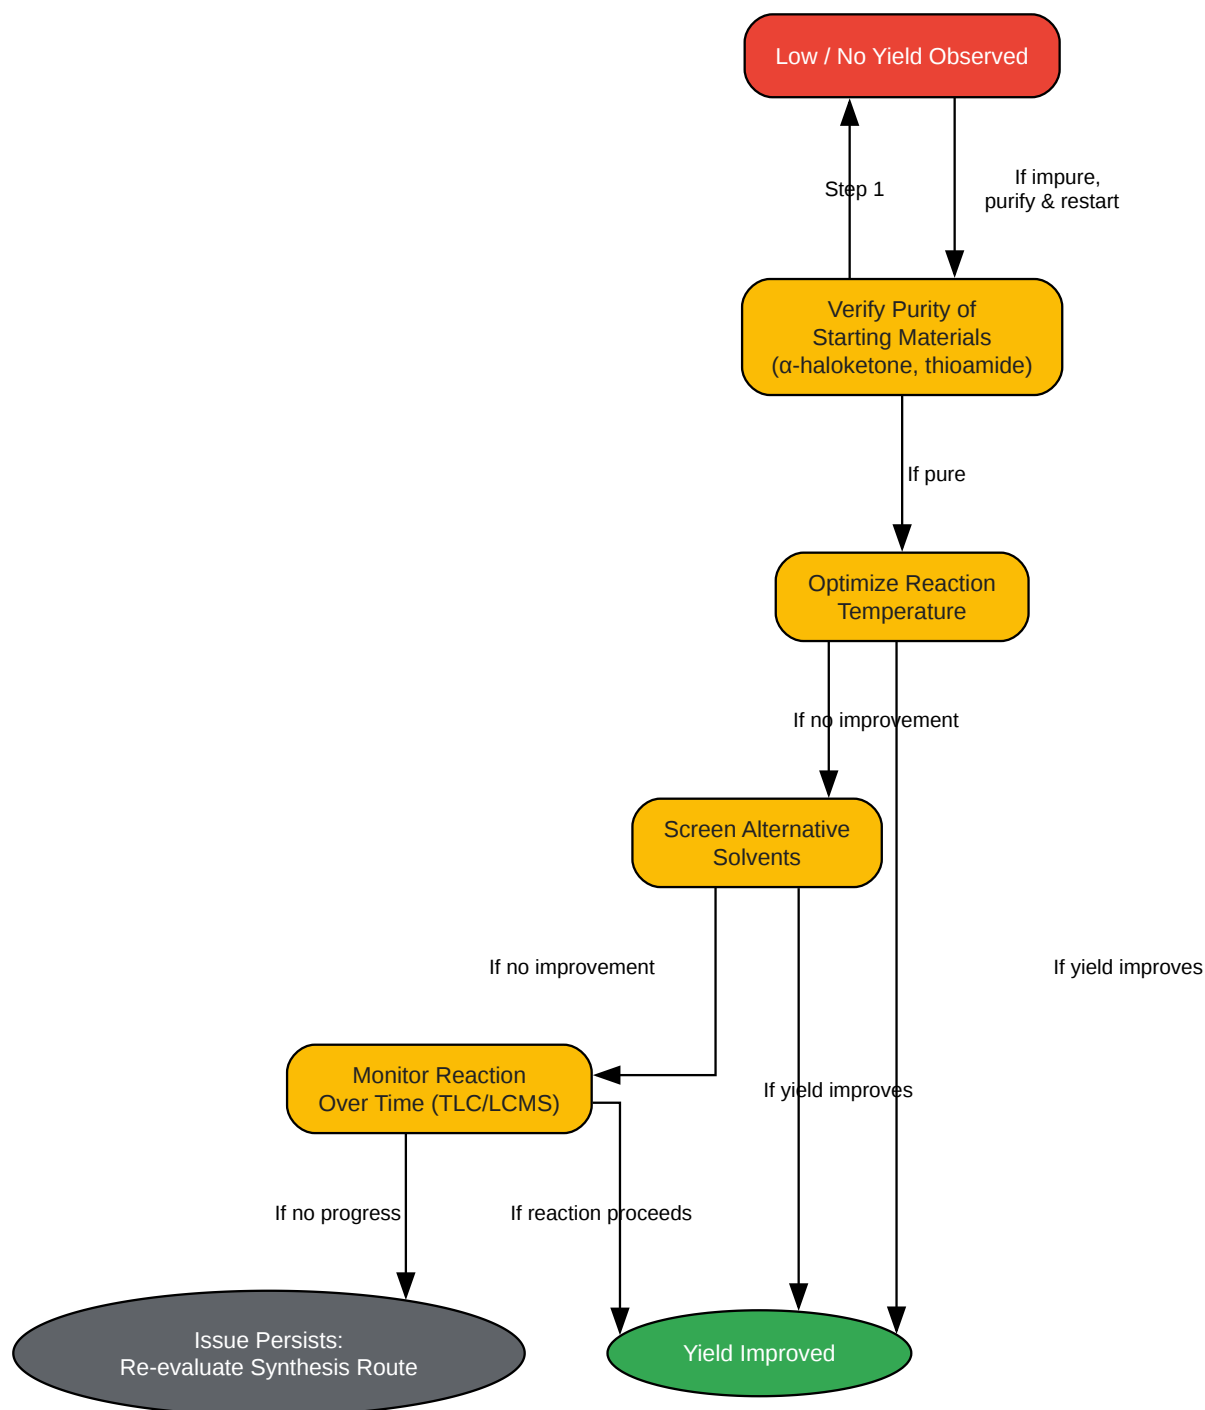 Low / No Yield Observed
Step 1
If impure,
purify & restart
Verify Purity of
Starting Materials
(α-haloketone, thioamide)
If pure
Optimize Reaction
Temperature
If no improvement
Screen Alternative
Solvents
If no improvement
If yield improves
Monitor Reaction
Over Time (TLC/LCMS)
If yield improves
If no progress
If reaction proceeds
Issue Persists:
Re-evaluate Synthesis Route
Yield Improved